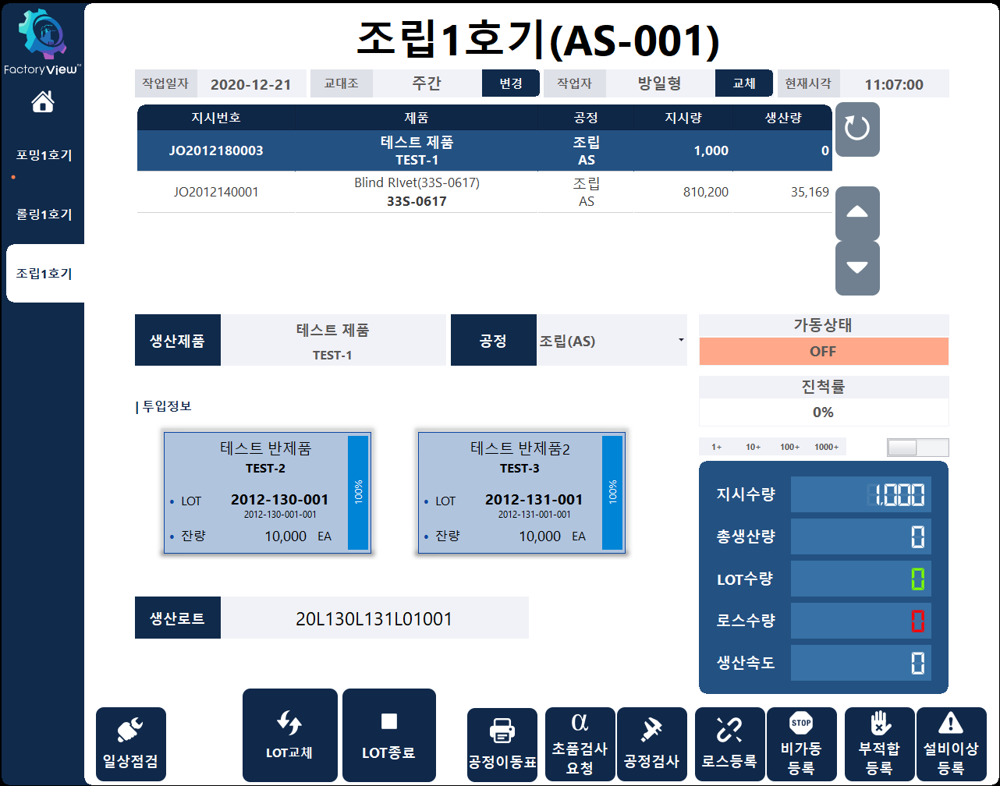 조립1호기(AS-001)
FactoryView™
작업일자 2020-12-21 교대조 주간 변경 작업자 방일형 교체 현재시각 11:07:00
포밍1호기
롤링1호기
조립1호기
지시번호 제품 공정 지시량 생산량
JO2012180003 테스트 제품 조립 1,000 0
TEST-1 AS
JO2012140001 Blind RIvet(33S-0617) 조립 810,200 35,169
33S-0617 AS
생산제품 테스트 제품
TEST-1
공정 조립(AS)
가동상태
OFF
진척률
0%
투입정보
테스트 반제품
TEST-2
LOT 2012-130-001
2012-130-001-001
잔량 10,000 EA
100%
테스트 반제품2
TEST-3
LOT 2012-131-001
2012-131-001-001
잔량 10,000 EA
100%
1+ 10+ 100+ 1000+
지시수량 1,000
총생산량 0
LOT수량 0
로스수량 0
생산속도 0
생산로트 20L130L131L01001
일상점검
LOT교체
LOT종료
공정이동표
α
초품검사
요청
공정검사
로스등록
STOP
비가동
등록
부적합
등록
설비이상
등록